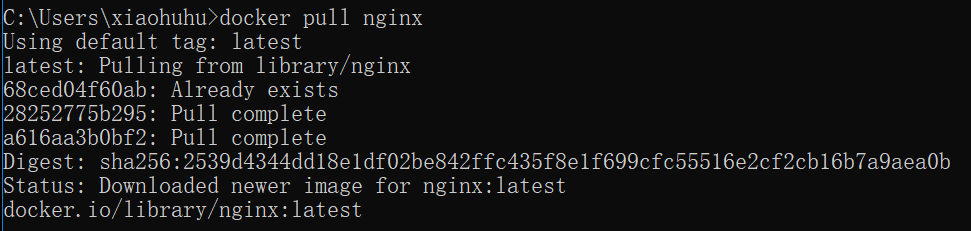 C:\Users\xiaohuhu>docker pull nginx
Using default tag: latest
latest: Pulling from library/nginx
68ced04f60ab: Already exists
28252775b295: Pull complete
a616aa3b0bf2: Pull complete
Digest: sha256:2539d4344dd18e1df02be842ffc435f8e1f699cfc55516e2cf2cb16b7a9aea0b
Status: Downloaded newer image for nginx:latest
docker.io/library/nginx:latest